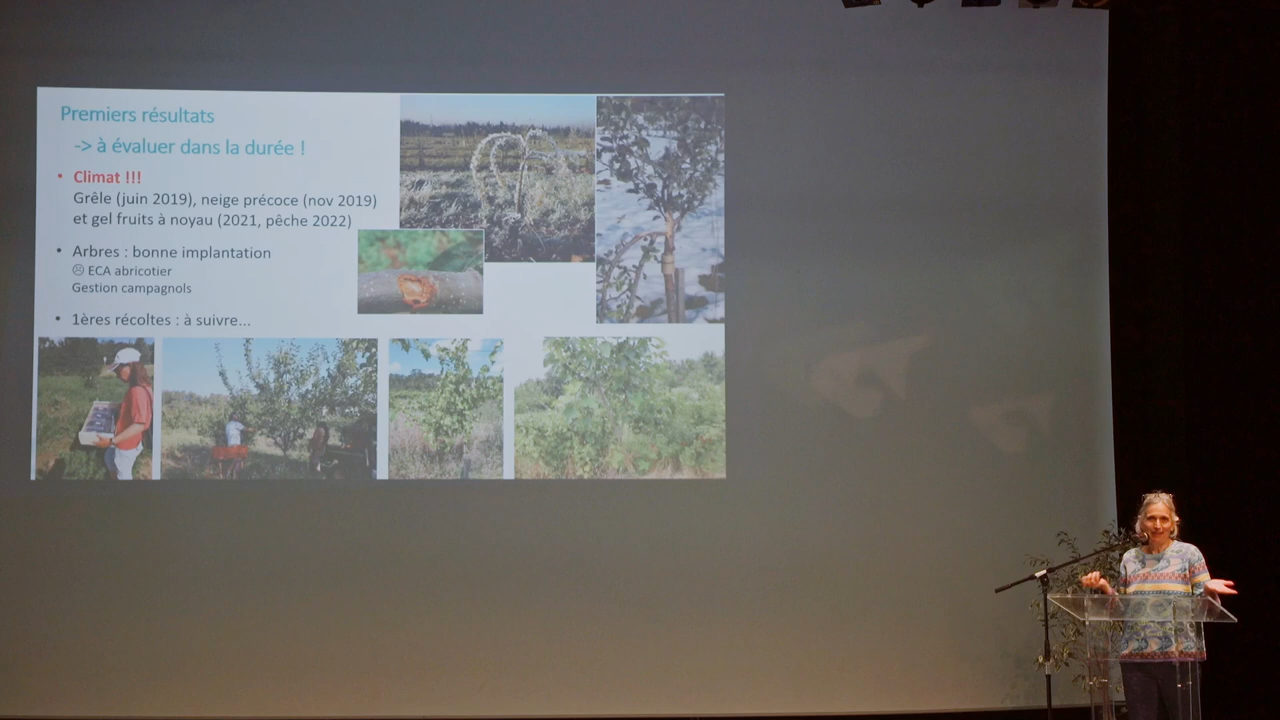 Premiers résultats
-> à évaluer dans la durée !
• Climat !!!
Grêle (juin 2019), neige précoce (nov 2019)
et gel fruits à noyau (2021, pêche 2022)
• Arbres : bonne implantation
☹ ECA abricotier
Gestion campagnols
• 1ères récoltes : à suivre...